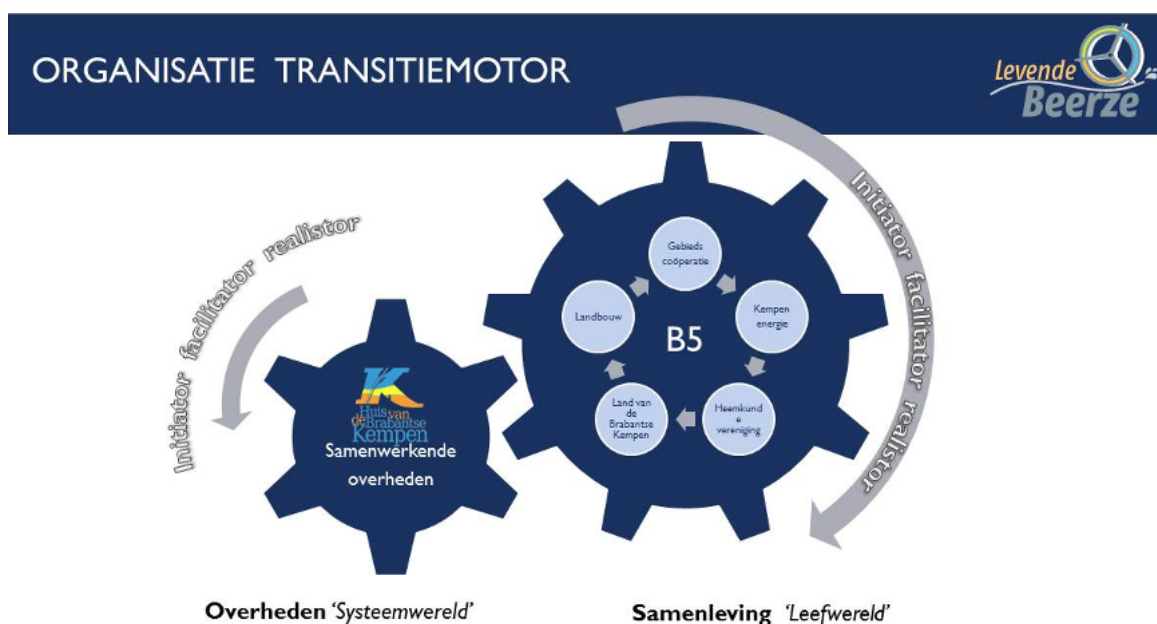 ORGANISATIE TRANSITIEMOTOR
Levende
Beerze
Initiator facilitator realistor
Initiator facilitator realistor
Gebieds
coöperatie
Landbouw
Kempen
energie
B5
Land van
de
Brabantse
Kempen
Heemkund
e
vereniging
K
Huis van
de Brabantse
Kempen
Samenwerkende
overheden
Overheden 'Systeemwereld'
Samenleving 'Leefwereld'